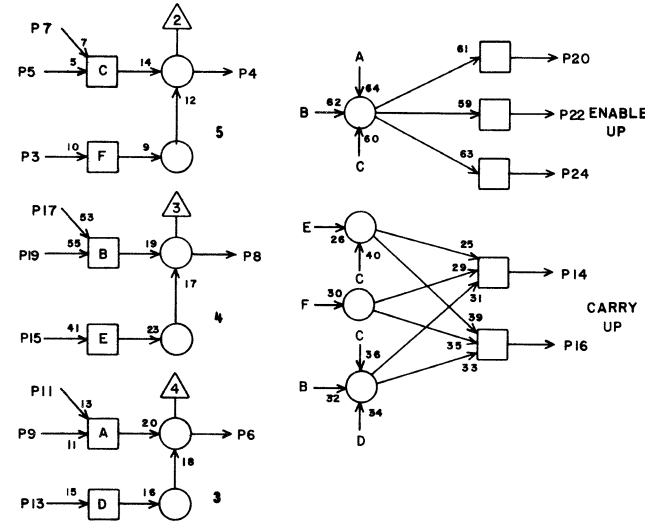 2
P7
7
P5
5
C
14
P4
12
5
P3
10
F
9
P17
53
3
P19
55
B
19
P8
17
4
P15
41
E
23
P11
13
4
P9
11
A
20
P6
18
P13
15
D
16
3
A
64
61
P20
B
62
59
P22 ENABLE
UP
60
C
63
P24
E
26
40
C
25
29
31
P14
F
30
CARRY
UP
39
35
33
P16
C
36
B
32
34
D